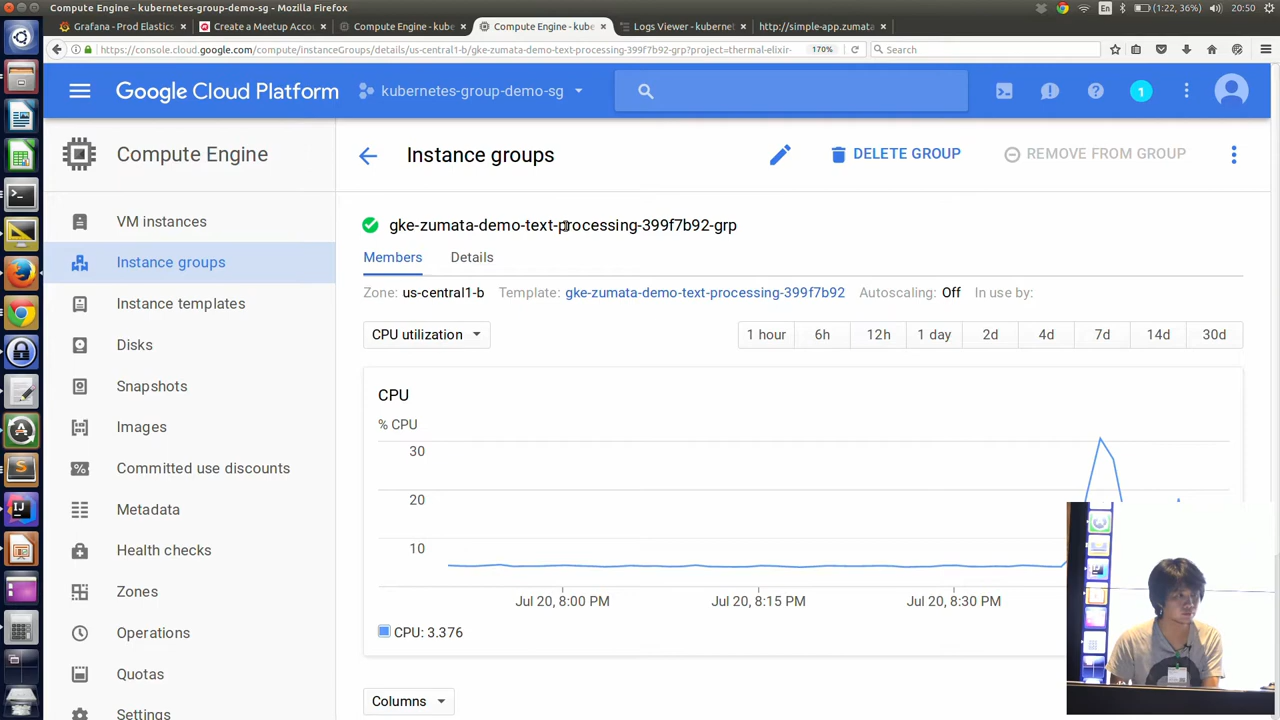 Compute Engine - kubernetes-group-demo-sg - Mozilla Firefox
En (1:22, 36%) 20:50
Grafana - Prod Elastics × Create a Meetup Acco × Compute Engine - kube × Compute Engine - kube × Logs Viewer - kubernet × http://simple-app.zumata ×
https://console.cloud.google.com/compute/instanceGroups/details/us-central1-b/gke-zumata-demo-text-processing-399f7b92-grp?project=thermal-elixir- 170% Search
Google Cloud Platform kubernetes-group-demo-sg 1
Compute Engine
Instance groups DELETE GROUP REMOVE FROM GROUP
VM instances
Instance groups
Instance templates
Disks
Snapshots
Images
Committed use discounts
Metadata
Health checks
Zones
Operations
Quotas
Settings
gke-zumata-demo-text-processing-399f7b92-grp
Members Details
Zone: us-central1-b Template: gke-zumata-demo-text-processing-399f7b92 Autoscaling: Off In use by:
CPU utilization 1 hour 6h 12h 1 day 2d 4d 7d 14d 30d
CPU
% CPU
30
20
10
Jul 20, 8:00 PM Jul 20, 8:15 PM Jul 20, 8:30 PM
CPU: 3.376
Columns